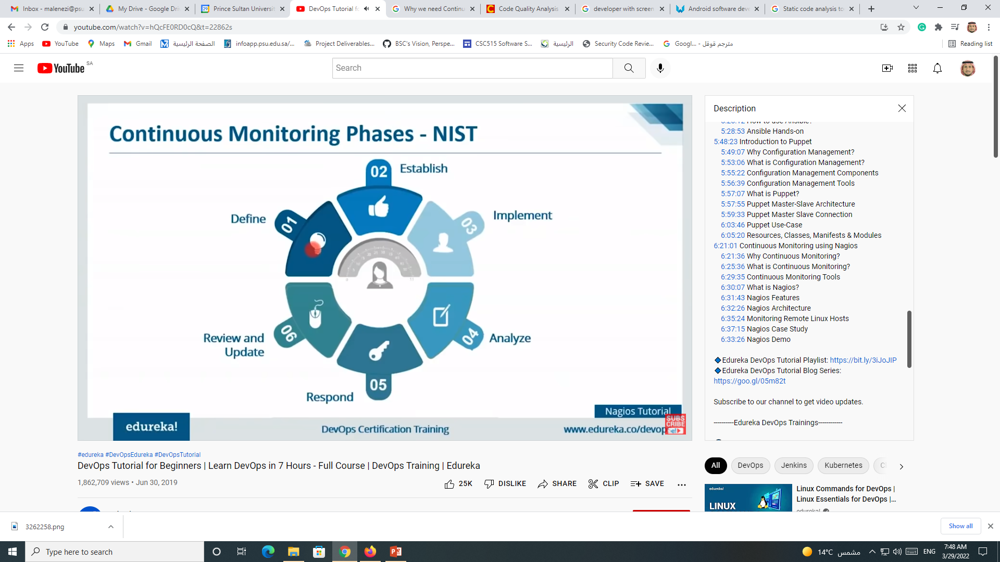 Inbox - malenezi@psu
My Drive - Google Dri
Prince Sultan Universit
DevOps Tutorial fo
Why we need Continu
Code Quality Analysis
developer with screen
Android software deve
Static code analysis to
youtube.com/watch?v=hQcFE0RD0cQ&t=22862s
Apps
YouTube
Maps
Gmail
الصفحة الرئيسية
infoapp.psu.edu.sa/...
Project Deliverables...
BSC's Vision, Perspe...
CSC515 Software S...
الرئيسية
Security Code Revie...
Googl... - مترجم قوقل
Reading list
YouTube SA
Search
Continuous Monitoring Phases - NIST
02 Establish
Define 01
03 Implement
Review and
Update
06
04 Analyze
05
Respond
Nagios Tutorial
SUBS
CRIBE
edureka!
DevOps Certification Training
www.edureka.co/devop
Description
How to use Ansible?
5:28:53 Ansible Hands-on
5:48:23 Introduction to Puppet
5:49:07 Why Configuration Management?
5:53:06 What is Configuration Management?
5:55:22 Configuration Management Components
5:56:39 Configuration Management Tools
5:57:07 What is Puppet?
5:57:55 Puppet Master-Slave Architecture
5:59:33 Puppet Master Slave Connection
6:03:46 Puppet Use-Case
6:05:20 Resources, Classes, Manifests & Modules
6:21:01 Continuous Monitoring using Nagios
6:21:36 Why Continuous Monitoring?
6:25:36 What is Continuous Monitoring?
6:29:35 Continuous Monitoring Tools
6:30:07 What is Nagios?
6:31:43 Nagios Features
6:32:26 Nagios Architecture
6:35:24 Monitoring Remote Linux Hosts
6:37:15 Nagios Case Study
6:33:26 Nagios Demo
🔷Edureka DevOps Tutorial Playlist: https://bit.ly/3iJoJIP
🔷Edureka DevOps Tutorial Blog Series:
https://goo.gl/05m82t
Subscribe to our channel to get video updates.
----------Edureka DevOps Trainings------------
#edureka #DevOpsEdureka #DevOpsTutorial
DevOps Tutorial for Beginners | Learn DevOps in 7 Hours - Full Course | DevOps Training | Edureka
1,862,709 views • Jun 30, 2019
25K
DISLIKE
SHARE
CLIP
SAVE
All
DevOps
Jenkins
Kubernetes
edureka!
LINUX
Linux Commands for DevOps |
Linux Essentials for DevOps |...
edureka!
3262258.png
Show all
Type here to search
14°C مشمس
ENG
7:48 AM
3/29/2022